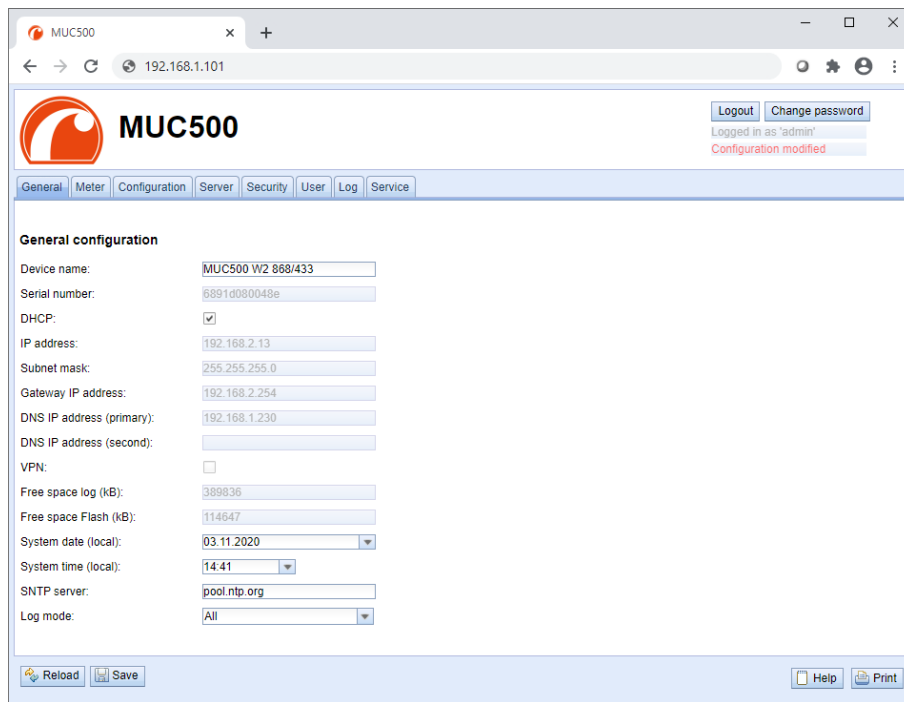 MUC500
192.168.1.101
MUC500
Logout Change password
Logged in as 'admin'
Configuration modified
General Meter Configuration Server Security User Log Service
General configuration
Device name: MUC500 W2 868/433
Serial number: 6891d080048e
DHCP:
IP address: 192.168.2.13
Subnet mask: 255.255.255.0
Gateway IP address: 192.168.2.254
DNS IP address (primary): 192.168.1.230
DNS IP address (second):
VPN:
Free space log (kB): 389836
Free space Flash (kB): 114647
System date (local): 03.11.2020
System time (local): 14:41
SNTP server: pool.ntp.org
Log mode: All
Reload Save Help Print